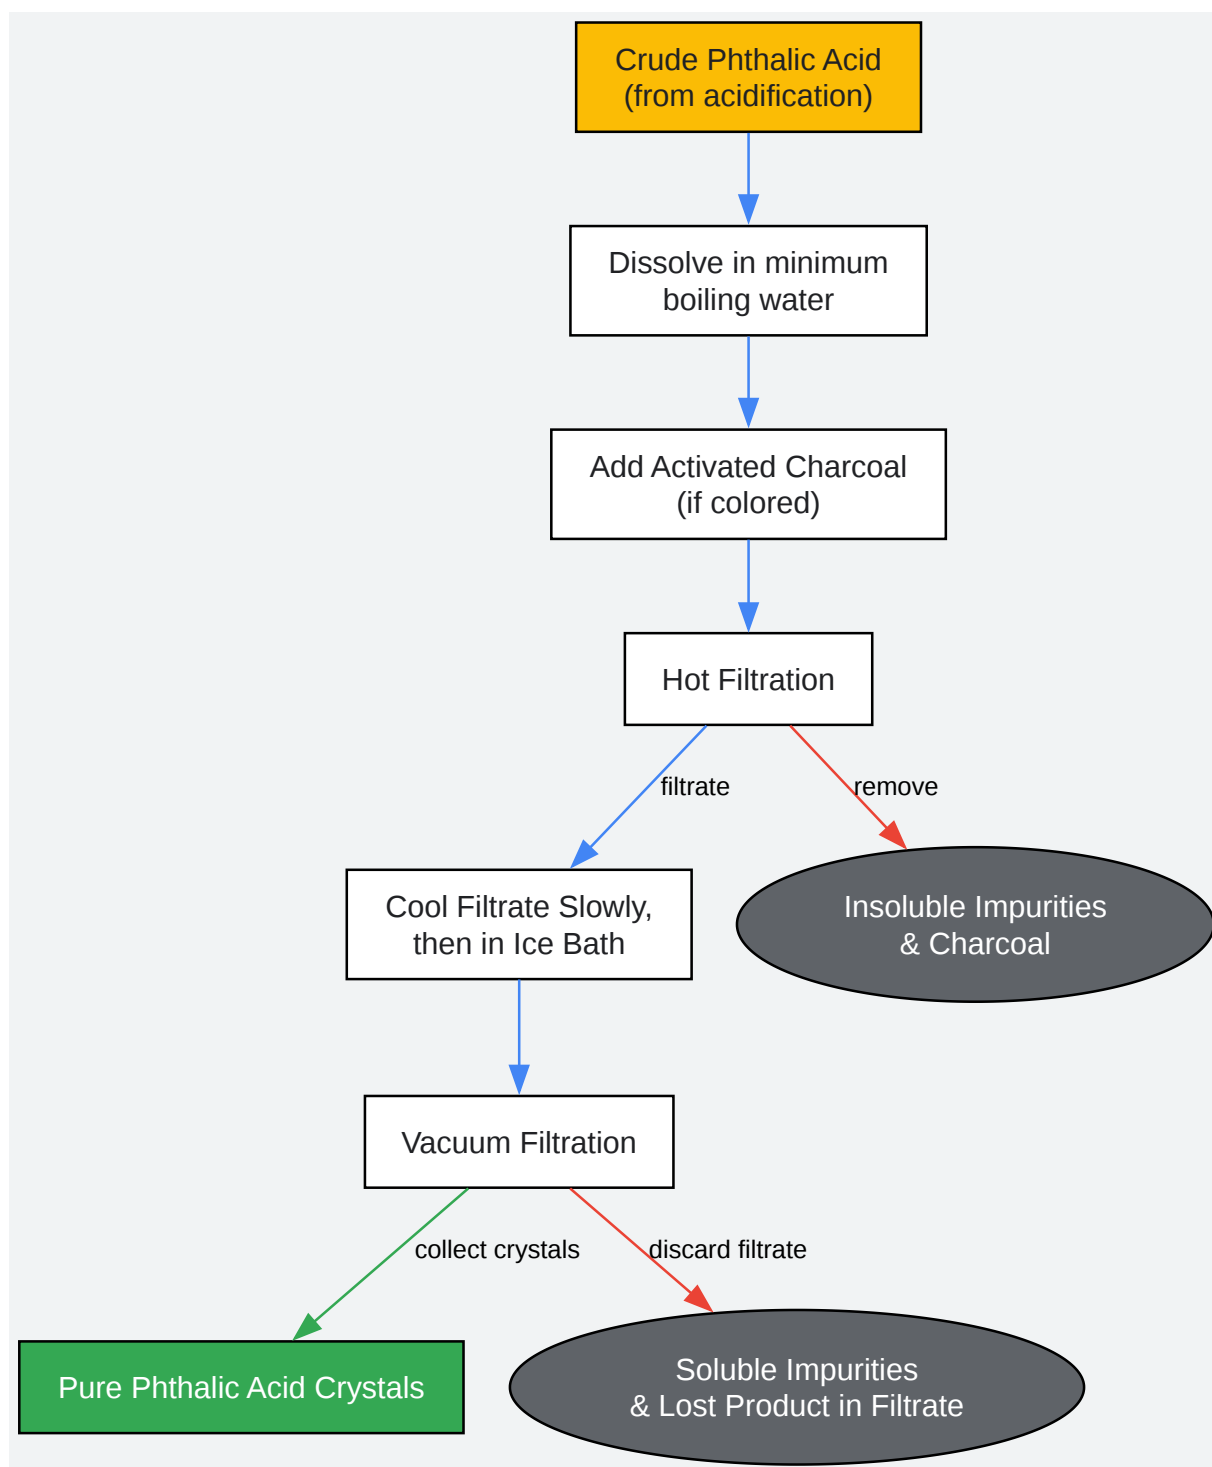 Crude Phthalic Acid
(from acidification)
Dissolve in minimum
boiling water
Add Activated Charcoal
(if colored)
Hot Filtration
filtrate
remove
Cool Filtrate Slowly,
then in Ice Bath
Insoluble Impurities
& Charcoal
Vacuum Filtration
collect crystals
discard filtrate
Pure Phthalic Acid Crystals
Soluble Impurities
& Lost Product in Filtrate